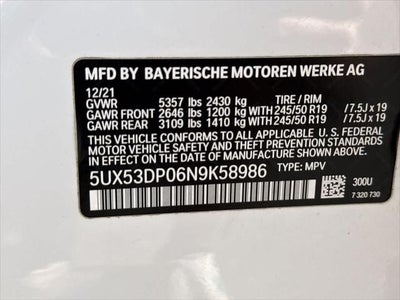 MFD BY BAYERISCHE MOTOREN WERKE AG
12/21 TIRE / RIM
GVWR 5357 lbs 2430 kg
GAWR FRONT 2646 lbs 1200 KG WITH 245/50 R19 / 7.5J x 19
GAWR REAR 3109 lbs 1410 KG WITH 245/50 R19 / 7.5J x 19
THIS VEHICLE CONFORMS TO ALL APPLICABLE U.S. FEDERAL
MOTOR VEHICLE SAFETY AND THEFT PREVENTION STANDARDS IN
EFFECT ON THE DATE OF MANUFACTURE SHOWN ABOVE.
5UX53DP06N9K58986 TYPE: MPV
300U
7 320 730